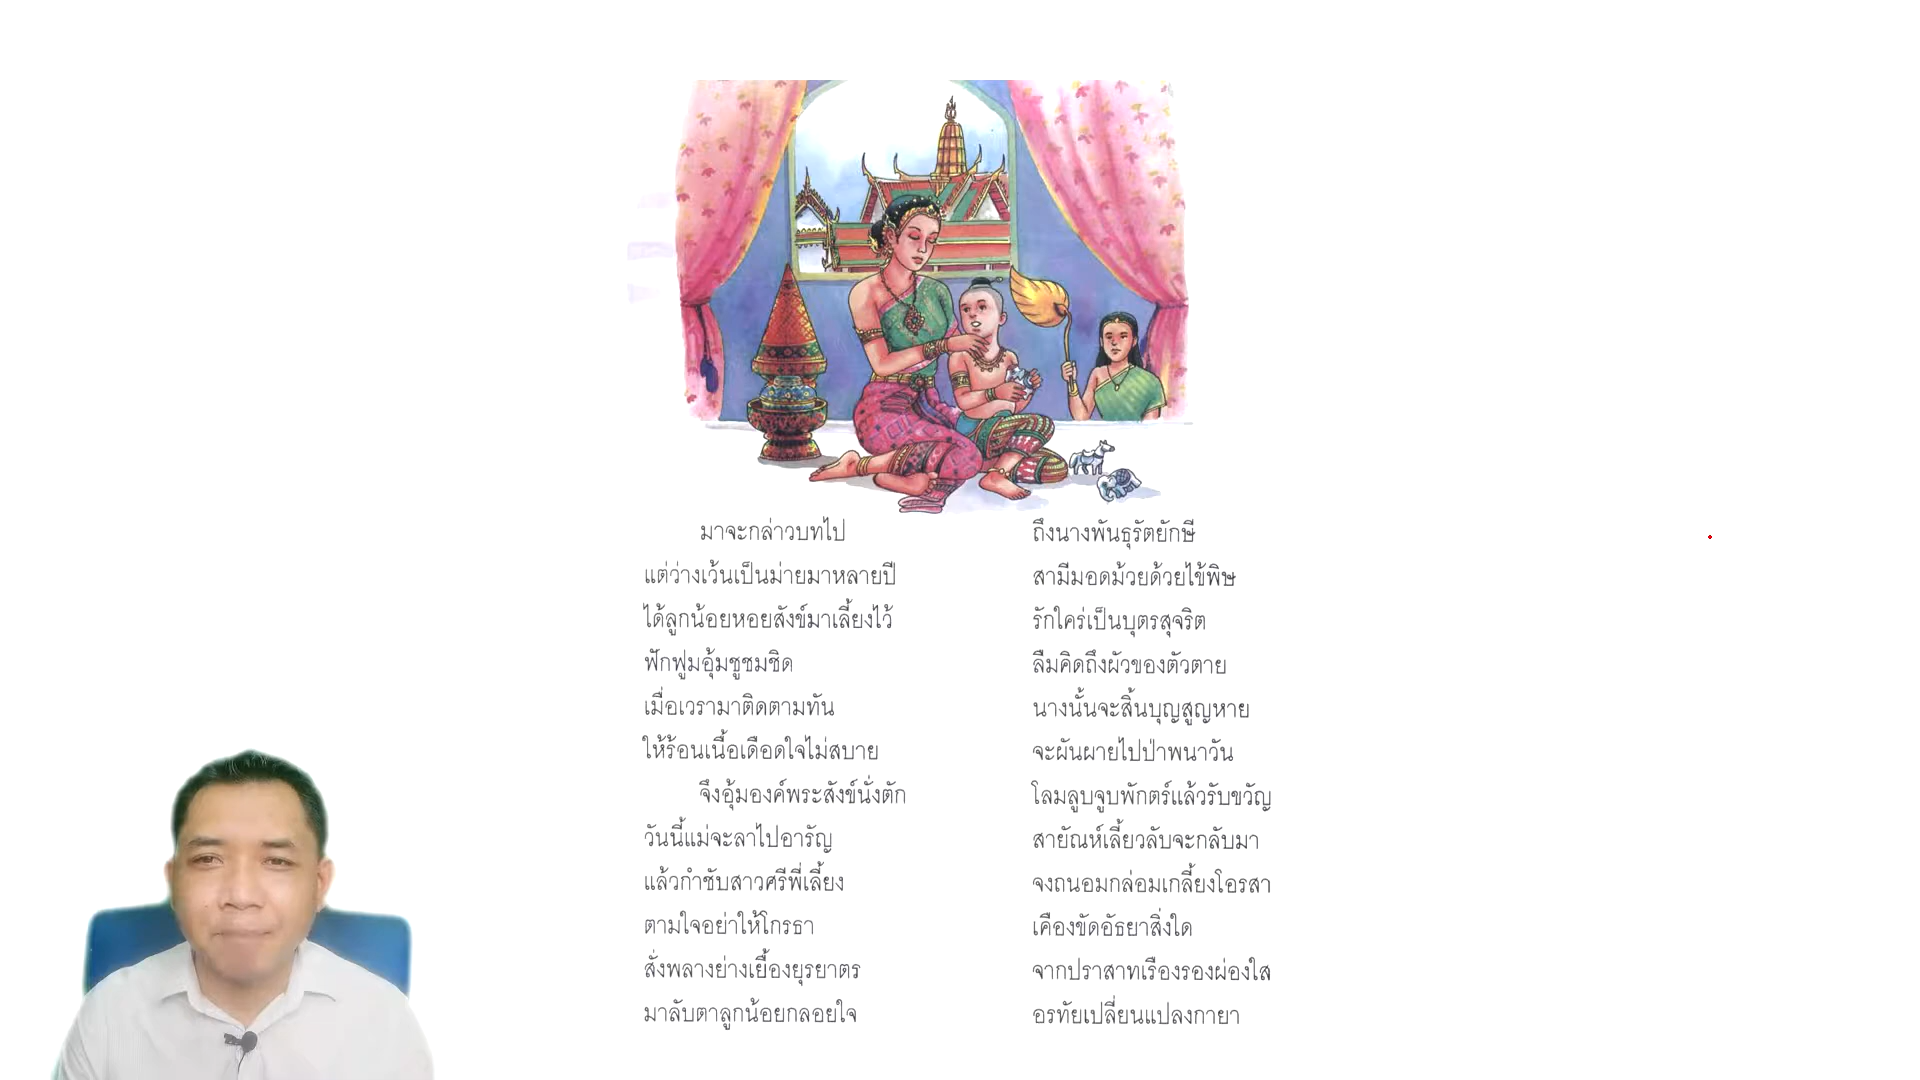 มาจะกล่าวบทไป ถึงนางพันธุรัตยักษี
แต่ว่างเว้นเป็นม่ายมาหลายปี สามีมอดม้วยด้วยไข้พิษ
ได้ลูกน้อยหอยสังข์มาเลี้ยงไว้ รักใคร่เป็นบุตรสุจริต
ฟักฟูมอุ้มชูชมชิด ลืมคิดถึงผัวของตัวตาย
เมื่อเวรามาติดตามทัน นางนั้นจะสิ้นบุญสูญหาย
ให้ร้อนเนื้อเดือดใจไม่สบาย จะผันผายไปป่าพนาวัน
จึงอุ้มองค์พระสังข์นั่งตัก โลมลูบจูบพักตร์แล้วรับขวัญ
วันนี้แม่จะลาไปอารัญ สายัณห์เลี้ยวลับจะกลับมา
แล้วกำชับสาวศรีพี่เลี้ยง จงถนอมกล่อมเกลี้ยงโอรสา
ตามใจอย่าให้โกรธา เคืองขัดอัธยาสิ่งใด
สั่งพลางย่างเยื้องยุรยาตร จากปราสาทเรืองรองผ่องใส
มาลับตาลูกน้อยกลอยใจ อรทัยเปลี่ยนแปลงกายา